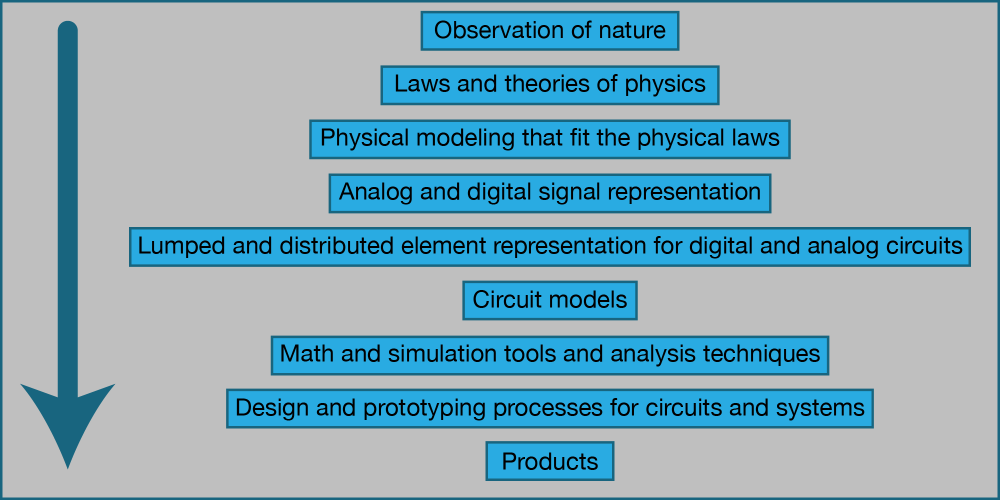 Observation of nature
Laws and theories of physics
Physical modeling that fit the physical laws
Analog and digital signal representation
Lumped and distributed element representation for digital and analog circuits
Circuit models
Math and simulation tools and analysis techniques
Design and prototyping processes for circuits and systems
Products